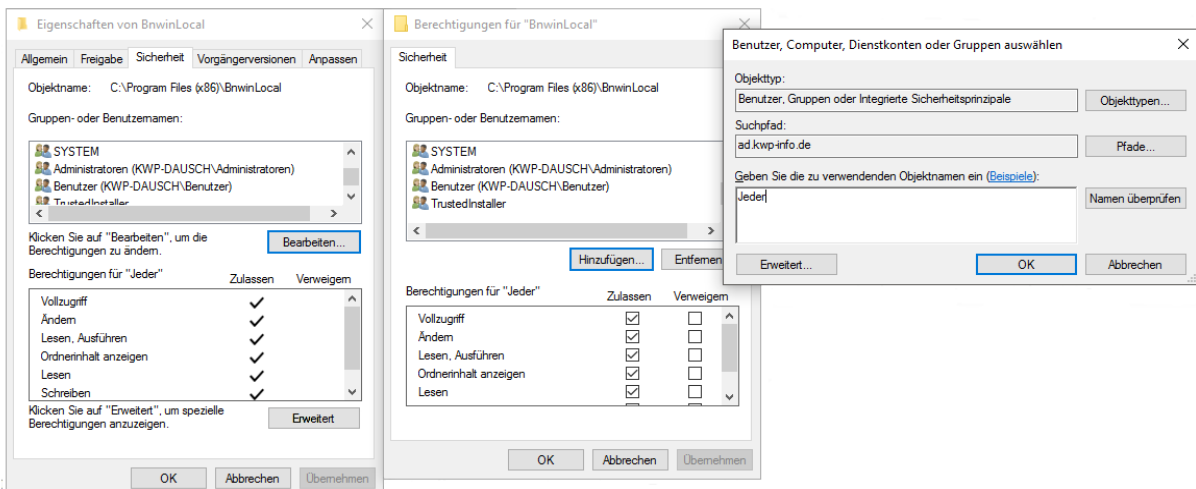 Eigenschaften von BnwinLocal
Allgemein Freigabe Sicherheit Vorgängerversionen Anpassen
Objektname: C:\Program Files (x86)\BnwinLocal
Gruppen- oder Benutzernamen:
SYSTEM
Administratoren (KWP-DAUSCH\Administratoren)
Benutzer (KWP-DAUSCH\Benutzer)
TrustedInstaller
Klicken Sie auf "Bearbeiten", um die
Berechtigungen zu ändern.
Bearbeiten...
Berechtigungen für "Jeder" Zulassen Verweigern
Vollzugriff
Ändern
Lesen, Ausführen
Ordnerinhalt anzeigen
Lesen
Schreiben
Klicken Sie auf "Erweitert", um spezielle
Berechtigungen anzuzeigen.
Erweitert
OK Abbrechen Übernehmen
Berechtigungen für "BnwinLocal"
Sicherheit
Objektname: C:\Program Files (x86)\BnwinLocal
Gruppen- oder Benutzernamen:
SYSTEM
Administratoren (KWP-DAUSCH\Administratoren)
Benutzer (KWP-DAUSCH\Benutzer)
TrustedInstaller
Hinzufügen... Entfernen
Berechtigungen für "Jeder" Zulassen Verweigern
Vollzugriff
Ändern
Lesen, Ausführen
Ordnerinhalt anzeigen
Lesen
OK Abbrechen Übernehmen
Benutzer, Computer, Dienstkonten oder Gruppen auswählen
Objekttyp:
Benutzer, Gruppen oder Integrierte Sicherheitsprinzipale
Objekttypen...
Suchpfad:
ad.kwp-info.de
Pfade...
Geben Sie die zu verwendenden Objektnamen ein (Beispiele):
Jeder
Namen überprüfen
Erweitert... OK Abbrechen